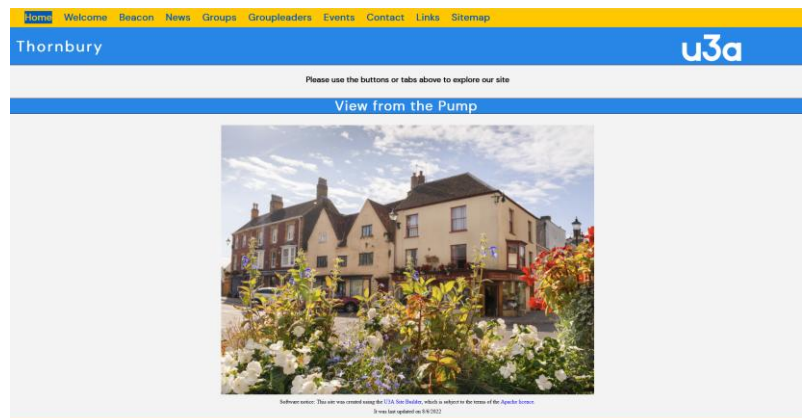 Home Welcome Beacon News Groups Groupleaders Events Contact Links Sitemap
Thornbury
u3a
Please use the buttons or tabs above to explore our site
View from the Pump
Software notice: This site was created using the U3A Site Builder, which is subject to the terms of the Apache licence.
It was last updated on 8/6/2022